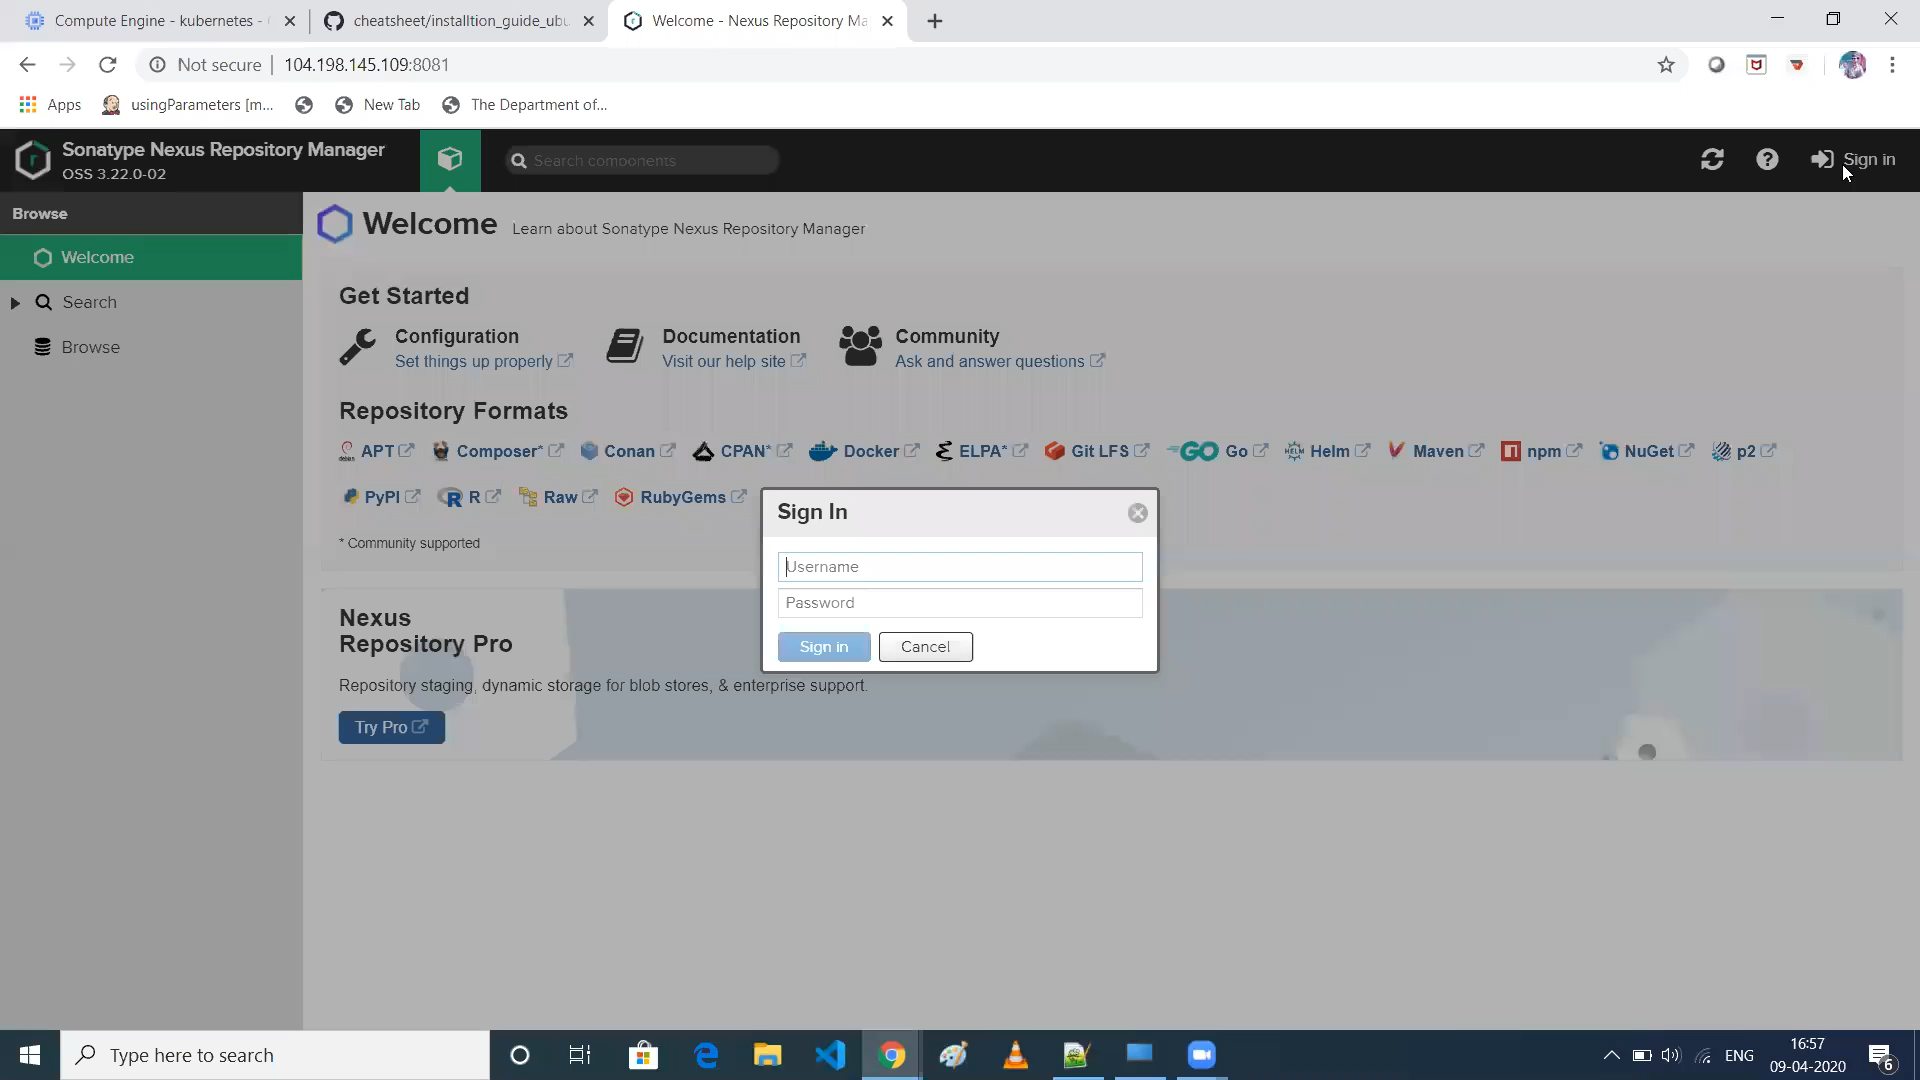 Compute Engine - kubernetes -
cheatsheet/installtion_guide_ubu
Welcome - Nexus Repository Ma
Not secure
104.198.145.109:8081
Apps
usingParameters [m...
New Tab
The Department of...
Sonatype Nexus Repository Manager
OSS 3.22.0-02
Search components
Sign in
Browse
Welcome
Search
Browse
Welcome
Learn about Sonatype Nexus Repository Manager
Get Started
Configuration
Set things up properly
Documentation
Visit our help site
Community
Ask and answer questions
Repository Formats
APT Composer* Conan CPAN* Docker ELPA* Git LFS GO Go Helm Maven npm NuGet p2
PyPI R Raw RubyGems
* Community supported
Sign In
Username
Password
Sign in
Cancel
Nexus
Repository Pro
Repository staging, dynamic storage for blob stores, & enterprise support.
Try Pro
Type here to search
ENG
16:57
09-04-2020
6